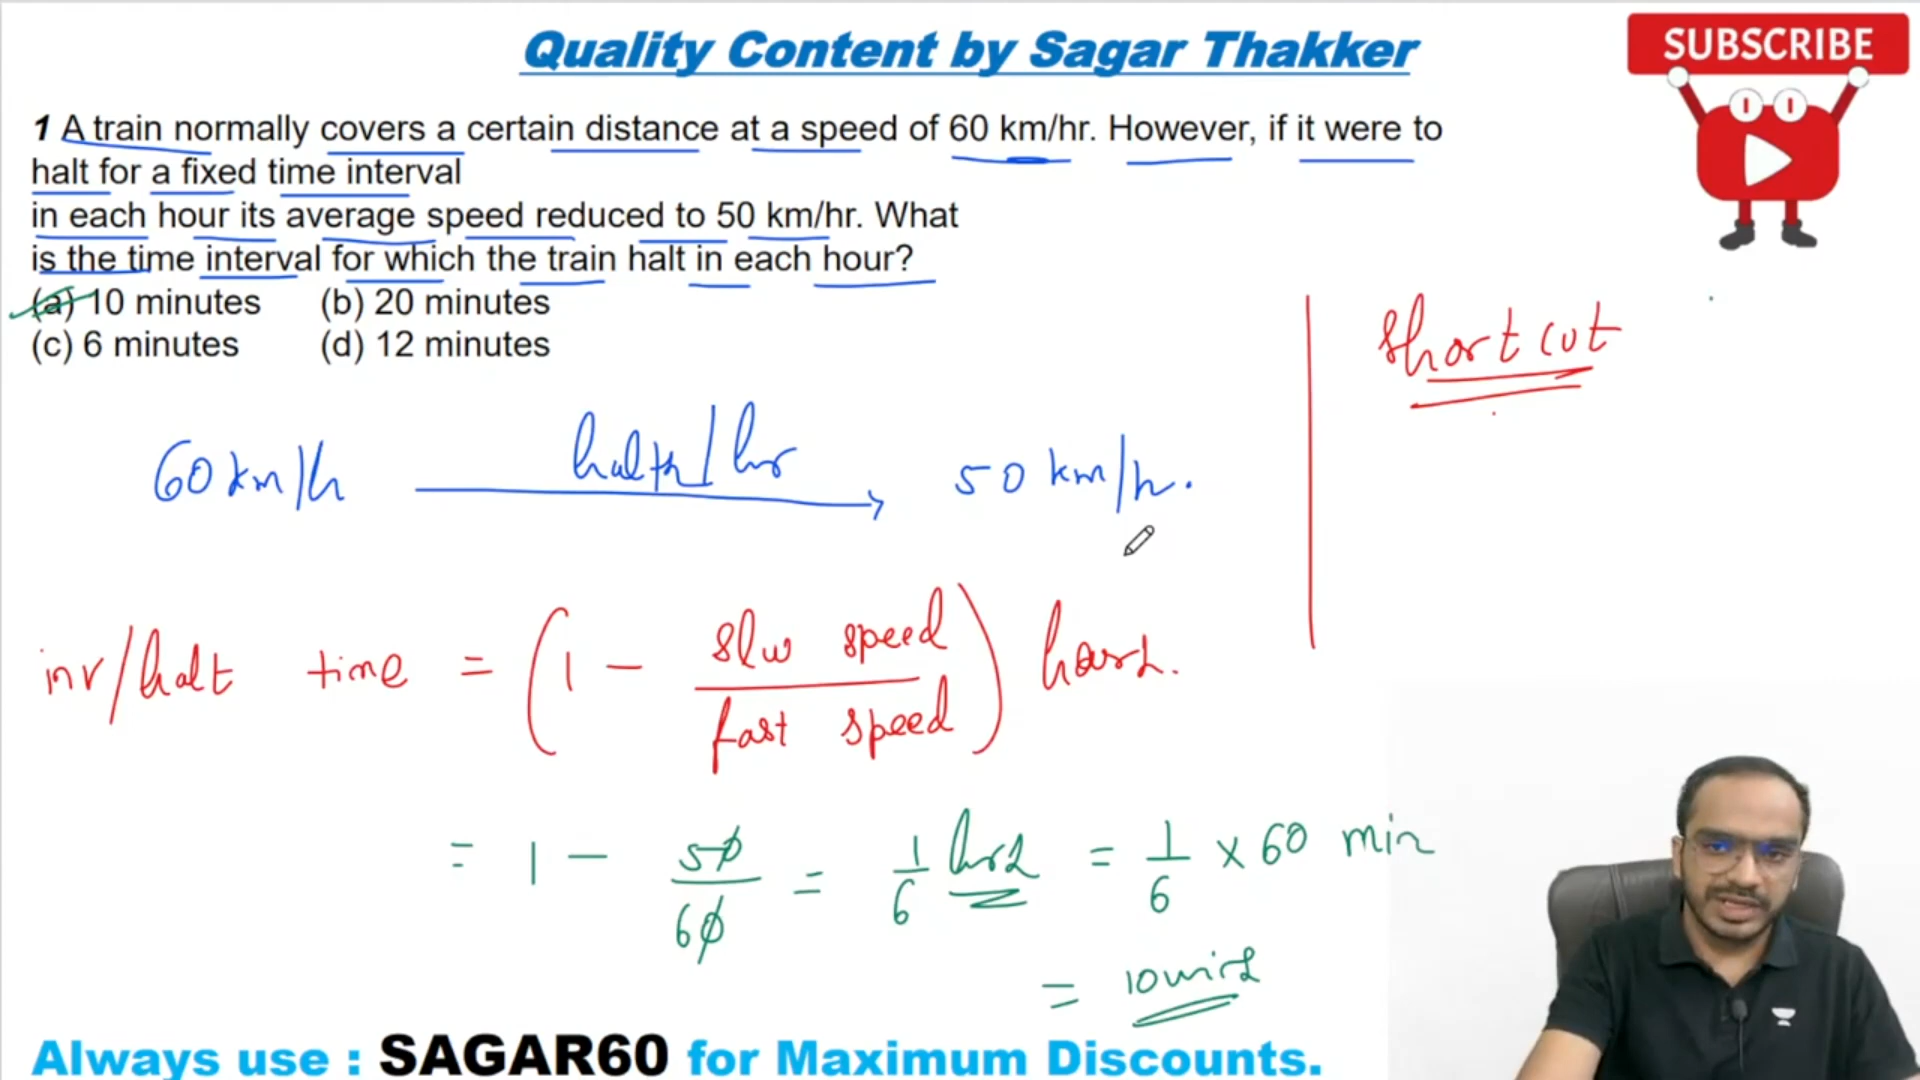 Quality Content by Sagar Thakker
SUBSCRIBE
1 A train normally covers a certain distance at a speed of 60 km/hr. However, if it were to
halt for a fixed time interval
in each hour its average speed reduced to 50 km/hr. What
is the time interval for which the train halt in each hour?
(a) 10 minutes (b) 20 minutes
(c) 6 minutes (d) 12 minutes
Short cut
60 km/h halt/hr 50 km/h.
inr/halt time = (1 - slw speed / fast speed) hours.
= 1 - 50/60 = 1/6 hrs = 1/6 × 60 min
= 10 mins
Always use : SAGAR60 for Maximum Discounts.